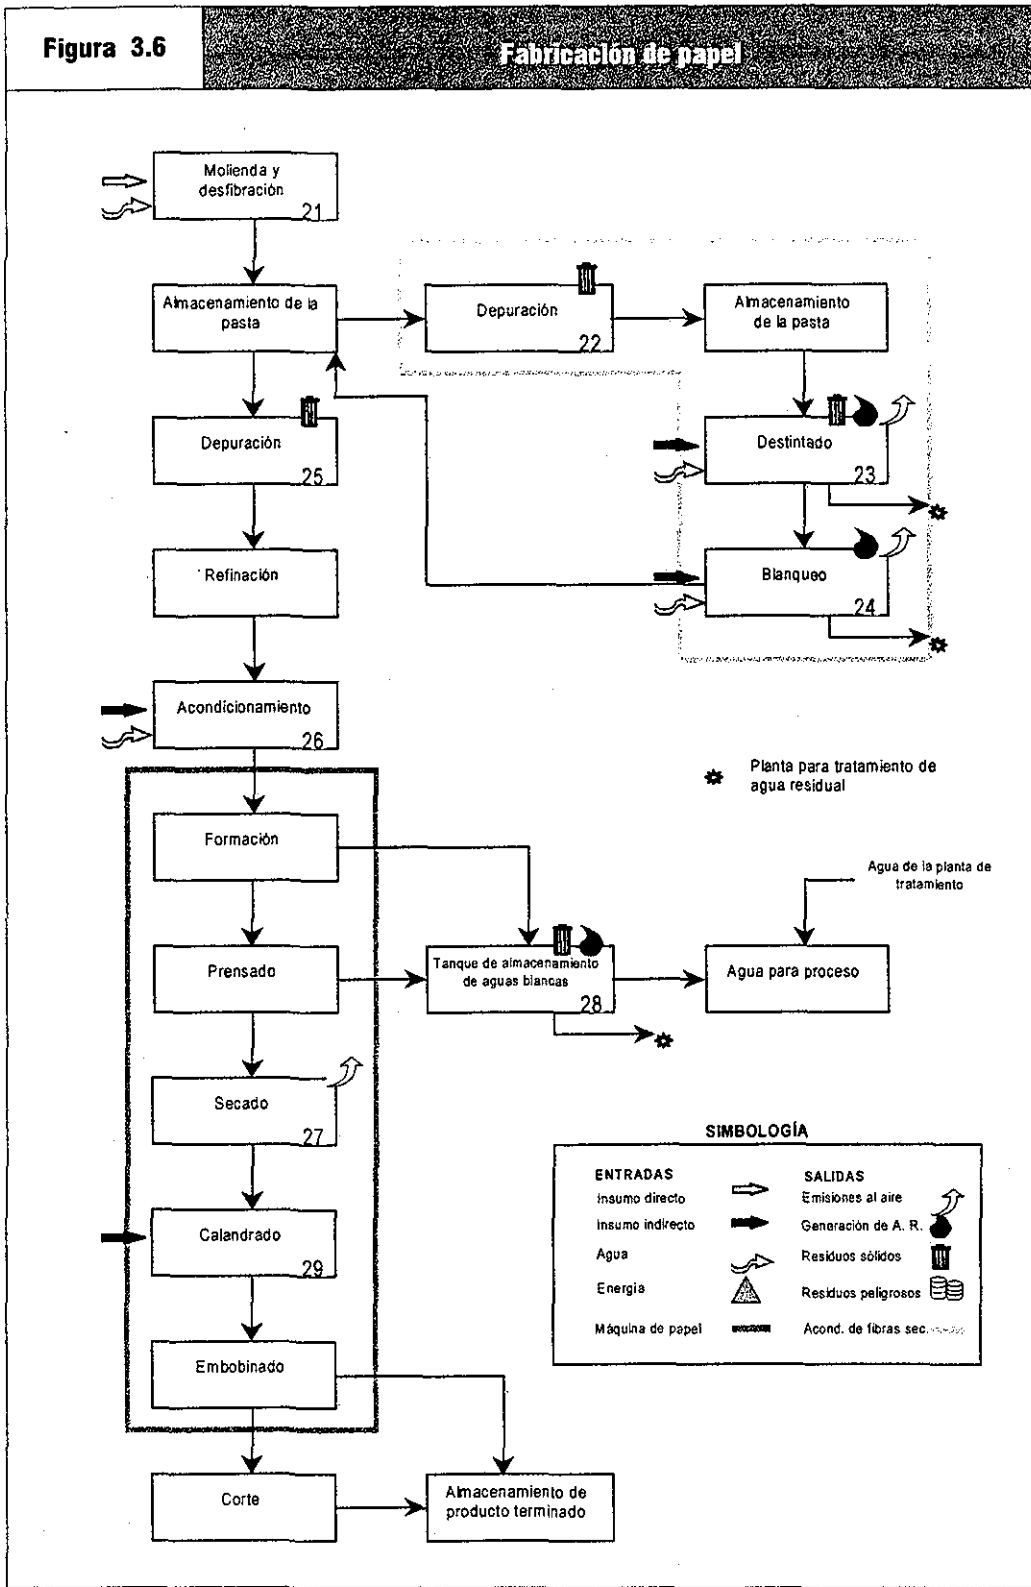 Figura 3.6
Fabricación de papel
Molienda y
desfibración
21
Almacenamiento de la
pasta
Depuración
22
Almacenamiento
de la pasta
Depuración
25
Destintado
23
Refinación
Blanqueo
24
Acondicionamiento
26
Planta para tratamiento de
agua residual
Formación
Agua de la planta de
tratamiento
Prensado
Tanque de almacenamiento
de aguas blancas
28
Agua para proceso
Secado
27
SIMBOLOGÍA
ENTRADAS
SALIDAS
Insumo directo
Emisiones al aire
Insumo indirecto
Generación de A. R.
Agua
Residuos sólidos
Energía
Residuos peligrosos
Máquina de papel
Acond. de fibras sec.
Calandrado
29
Embobinado
Corte
Almacenamiento de
producto terminado